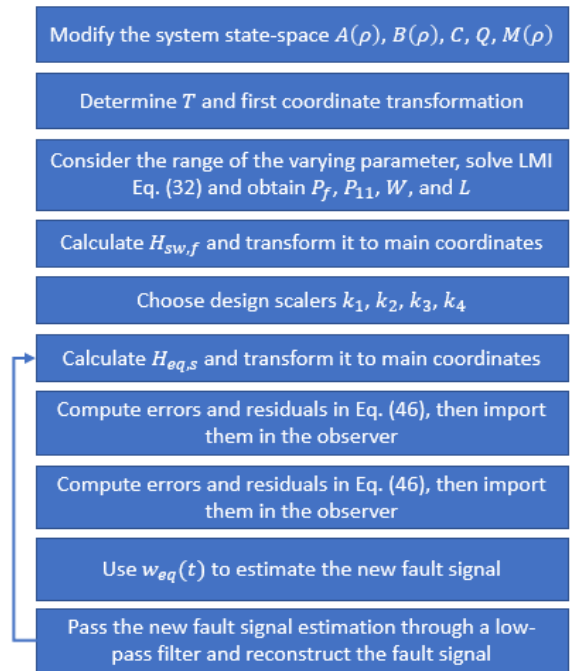 Modify the system state-space A(ρ), B(ρ), C, Q, M(ρ)
Determine T and first coordinate transformation
Consider the range of the varying parameter, solve LMI
Eq. (32) and obtain P_f, P_11, W, and L
Calculate H_sw,f and transform it to main coordinates
Choose design scalers k_1, k_2, k_3, k_4
Calculate H_eq,s and transform it to main coordinates
Compute errors and residuals in Eq. (46), then import
them in the observer
Compute errors and residuals in Eq. (46), then import
them in the observer
Use w_eq(t) to estimate the new fault signal
Pass the new fault signal estimation through a low-
pass filter and reconstruct the fault signal